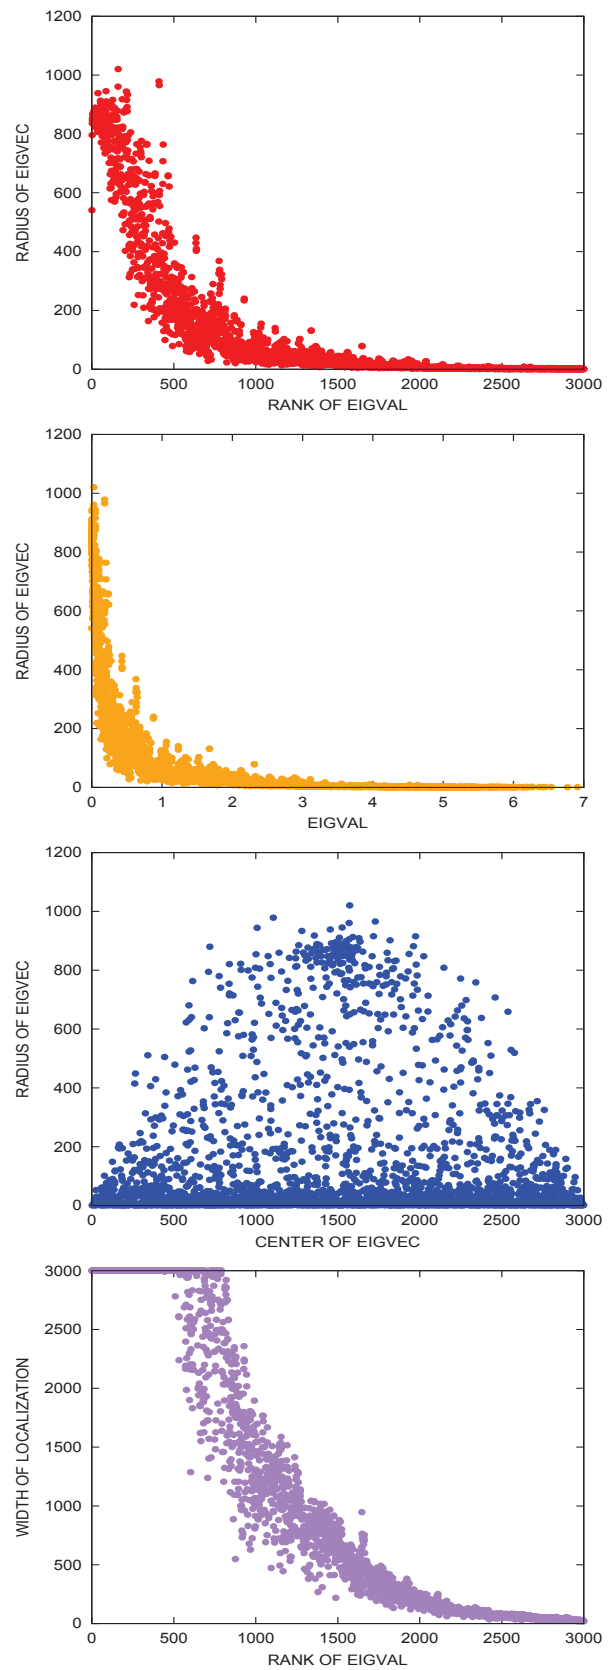 1200
1000
800
600
400
200
0
RADIUS OF EIGVEC
0 500 1000 1500 2000 2500 3000
RANK OF EIGVAL
1200
1000
800
600
400
200
0
RADIUS OF EIGVEC
0 1 2 3 4 5 6 7
EIGVAL
1200
1000
800
600
400
200
0
RADIUS OF EIGVEC
0 500 1000 1500 2000 2500 3000
CENTER OF EIGVEC
3000
2500
2000
1500
1000
500
0
WIDTH OF LOCALIZATION
0 500 1000 1500 2000 2500 3000
RANK OF EIGVAL